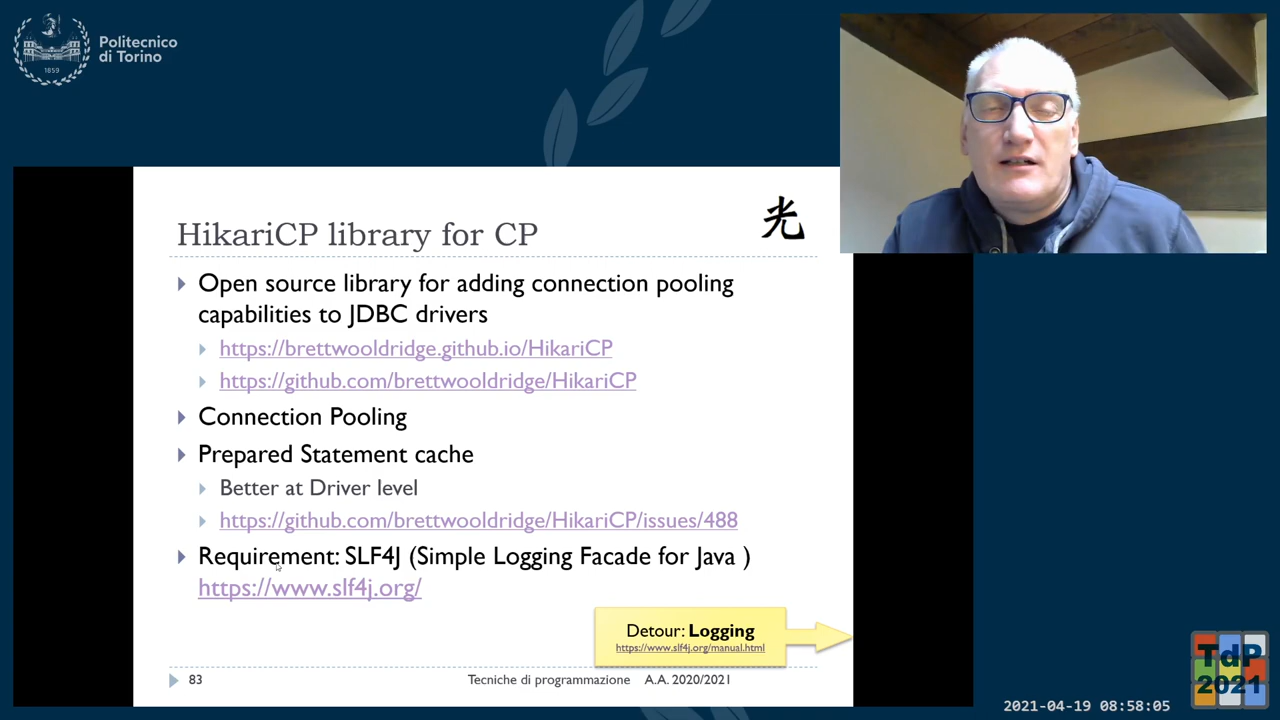 Politecnico
di Torino
1859
HikariCP library for CP
光
Open source library for adding connection pooling
capabilities to JDBC drivers
https://brettwooldridge.github.io/HikariCP
https://github.com/brettwooldridge/HikariCP
Connection Pooling
Prepared Statement cache
Better at Driver level
https://github.com/brettwooldridge/HikariCP/issues/488
Requirement: SLF4J (Simple Logging Facade for Java )
https://www.slf4j.org/
Detour: Logging
https://www.slf4j.org/manual.html
83
Tecniche di programmazione A.A. 2020/2021
TdP
2021
2021-04-19 08:58:05